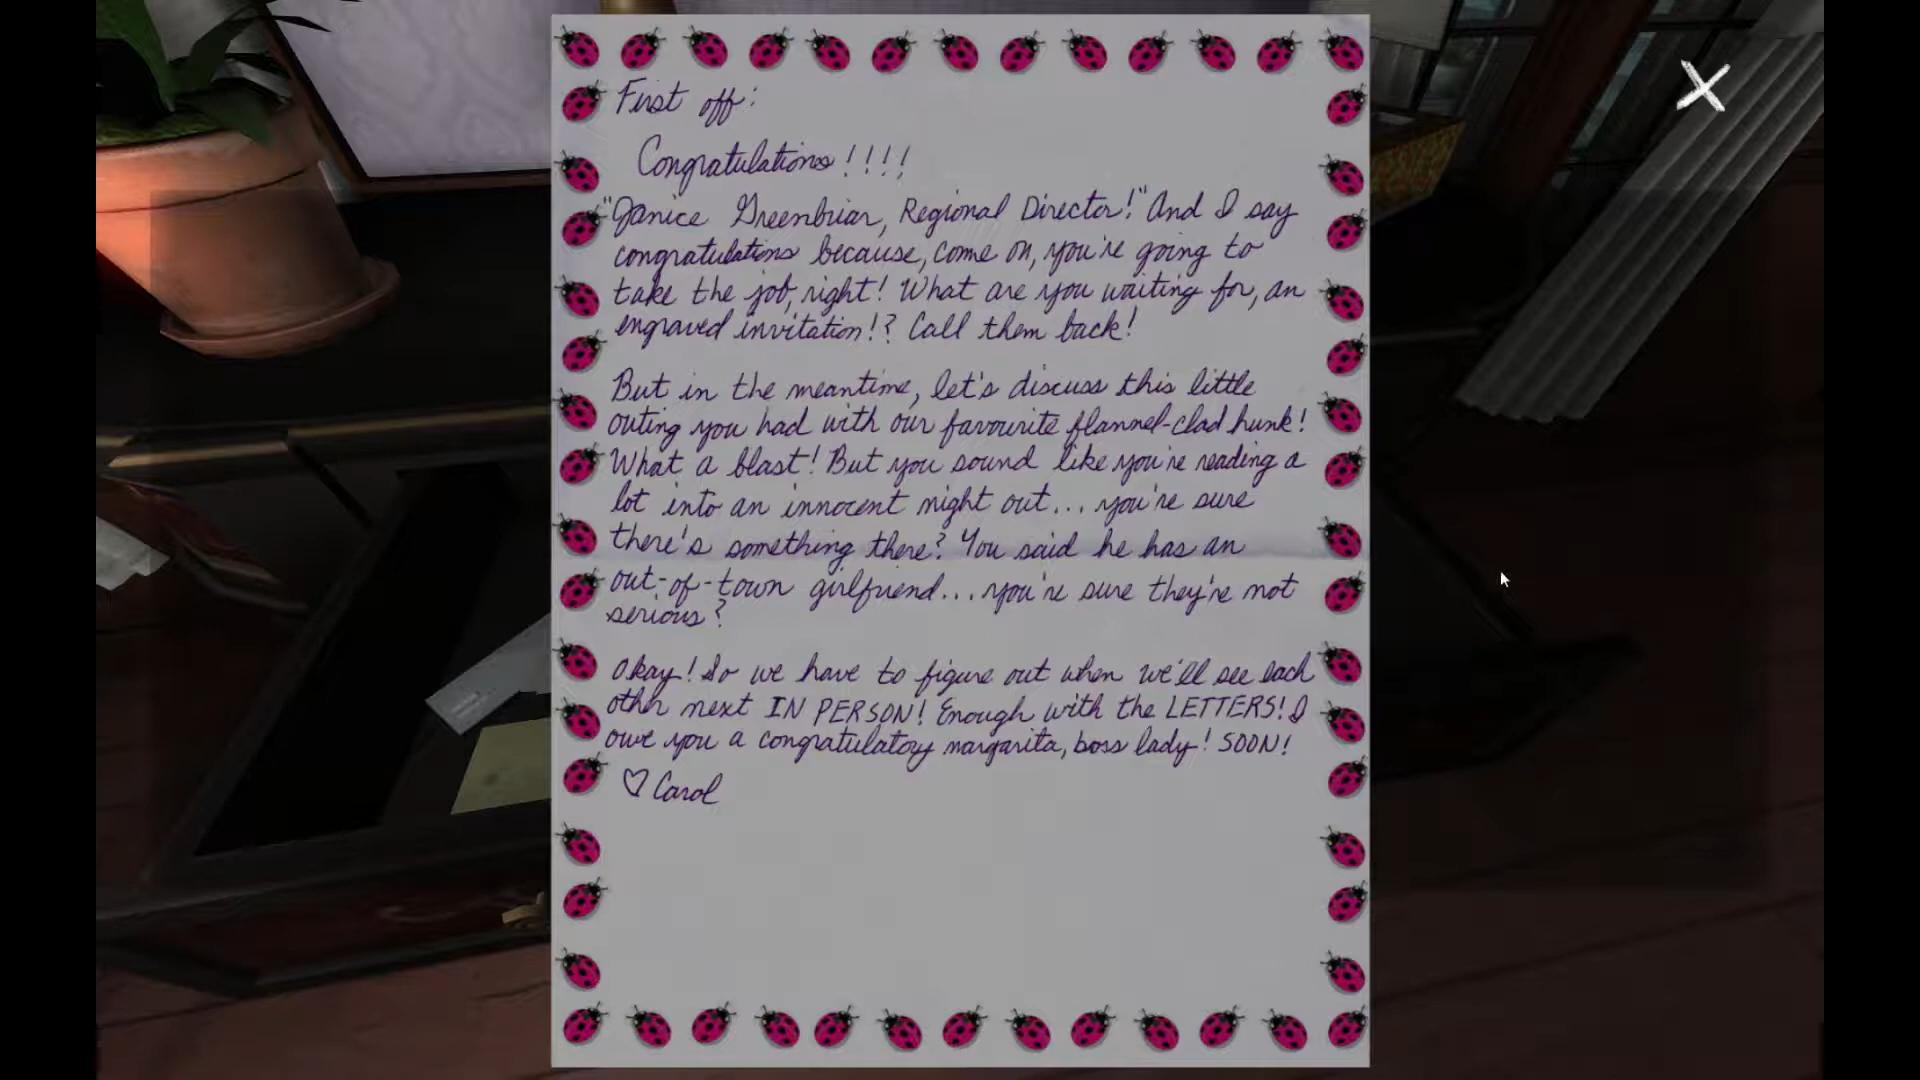 First off:
Congratulations!!!!
"Janice Greenbriar, Regional Director!" And I say
congratulations because, come on, you're going to
take the job, right! What are you waiting for, an
engraved invitation!? Call them back!
But in the meantime, let's discuss this little
outing you had with our favourite flannel-clad hunk!
What a blast! But you sound like you're reading a
lot into an innocent night out... you're sure
there's something there? You said he has an
out-of-town girlfriend... you're sure they're not
serious?
Okay! So we have to figure out when we'll see each
other next IN PERSON! Enough with the LETTERS! I
owe you a congratulatory margarita, boss lady! SOON!
♡ Carol